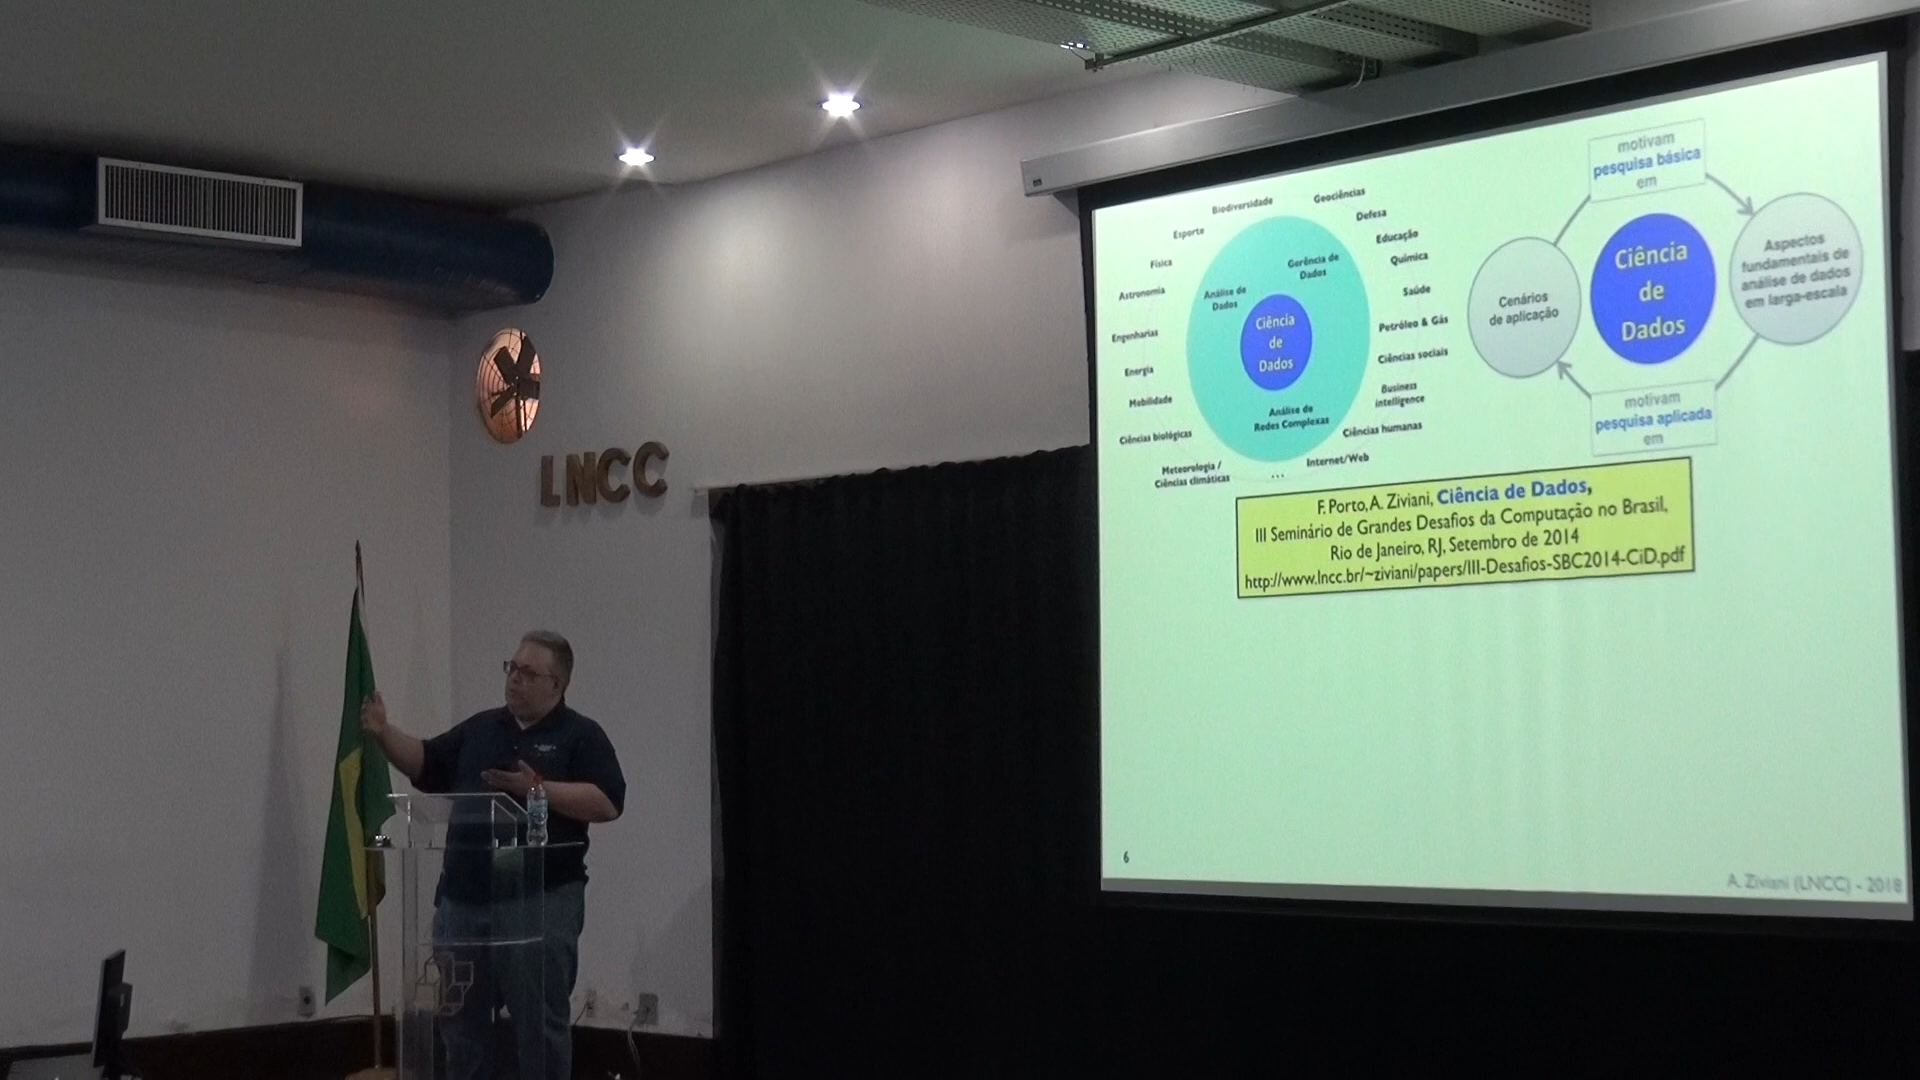 LNCC
Biodiversidade
Geociências
Esporte
Defesa
Física
Educação
Astronomia
Química
Engenharias
Saúde
Energia
Petróleo & Gás
Mobilidade
Ciências sociais
Ciências biológicas
Business
intelligence
Meteorologia /
Ciências climáticas
Ciências humanas
Internet/Web
...
Gerência de
Dados
Análise de
Dados
Ciência
de
Dados
Análise de
Redes Complexas
motivam
pesquisa básica
em
Cenários
de aplicação
Ciência
de
Dados
Aspectos
fundamentais de
análise de dados
em larga-escala
motivam
pesquisa aplicada
em
F. Porto, A. Ziviani, Ciência de Dados,
III Seminário de Grandes Desafios da Computação no Brasil,
Rio de Janeiro, RJ, Setembro de 2014
http://www.lncc.br/~ziviani/papers/III-Desafios-SBC2014-CiD.pdf
6
A. Ziviani (LNCC) - 2018